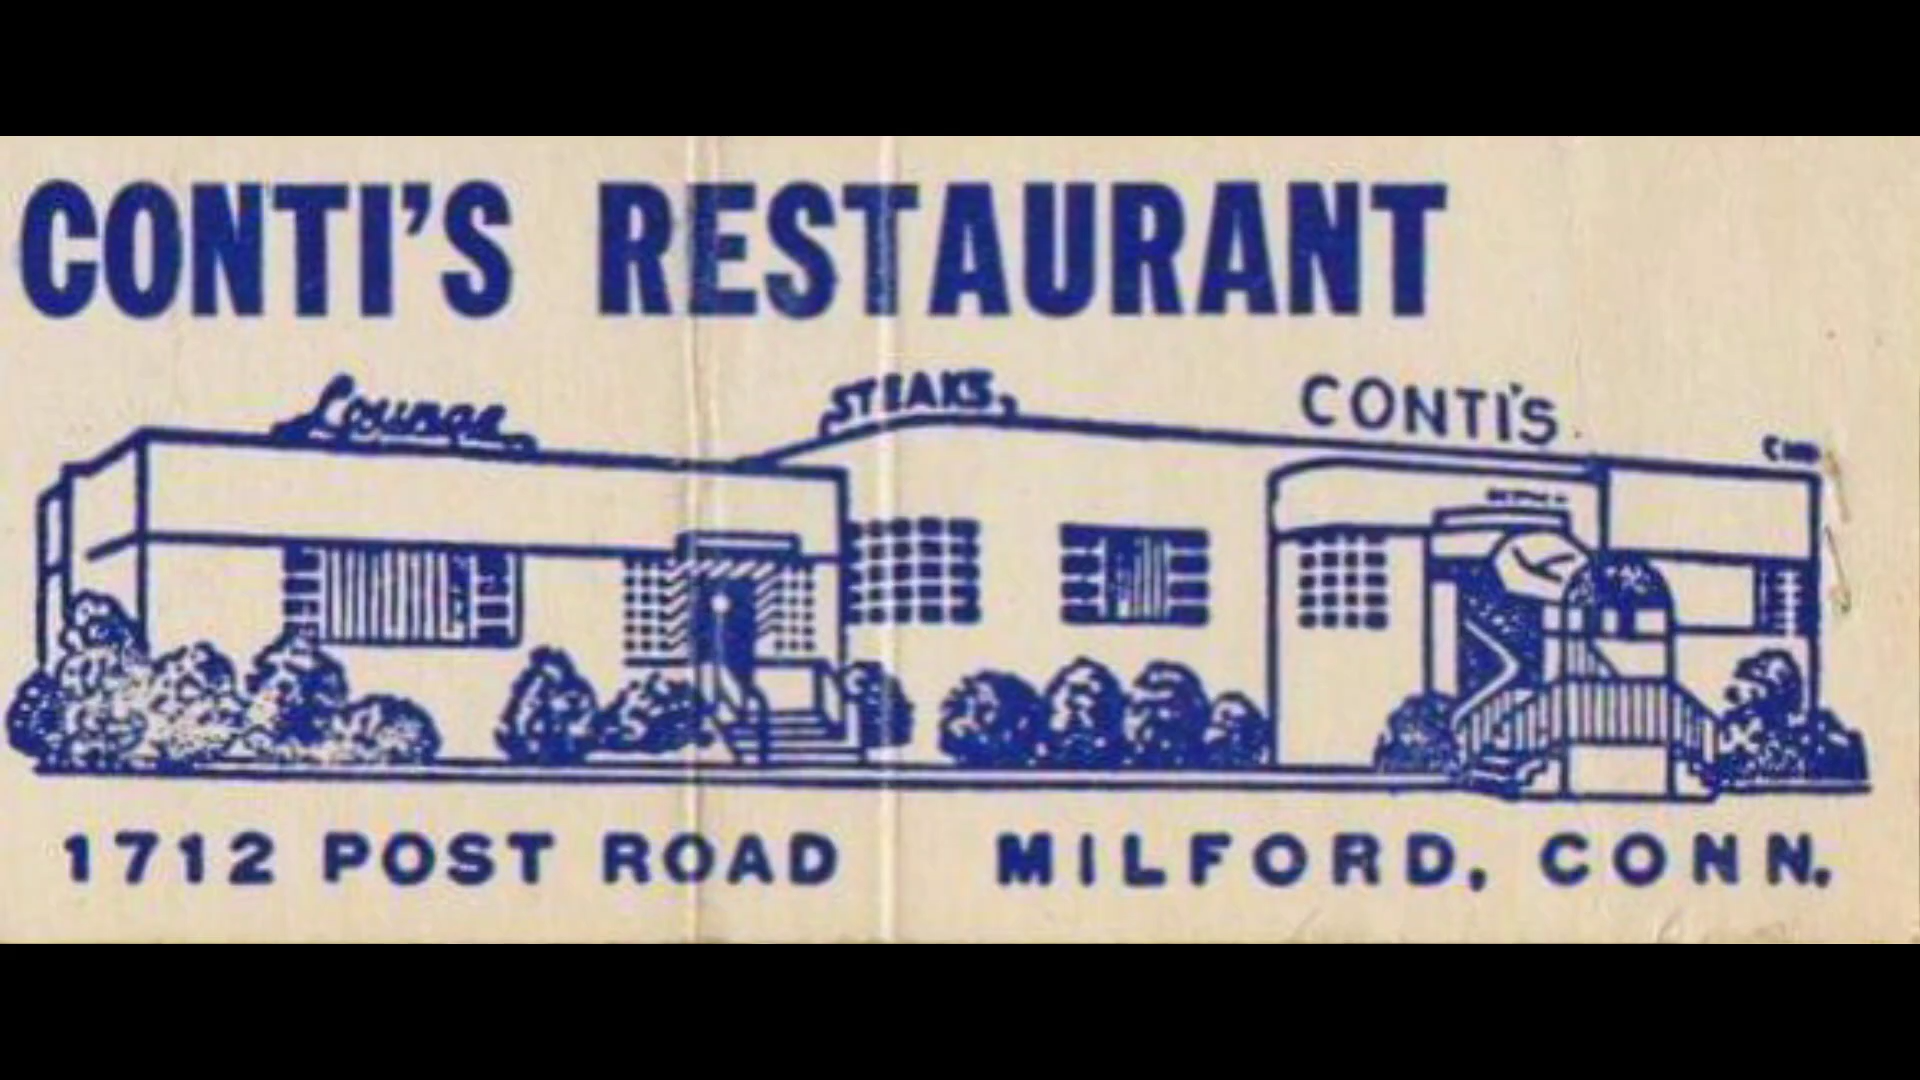 CONTI'S RESTAURANT
Lounge
STEAKS,
CONTI'S
1712 POST ROAD MILFORD, CONN.